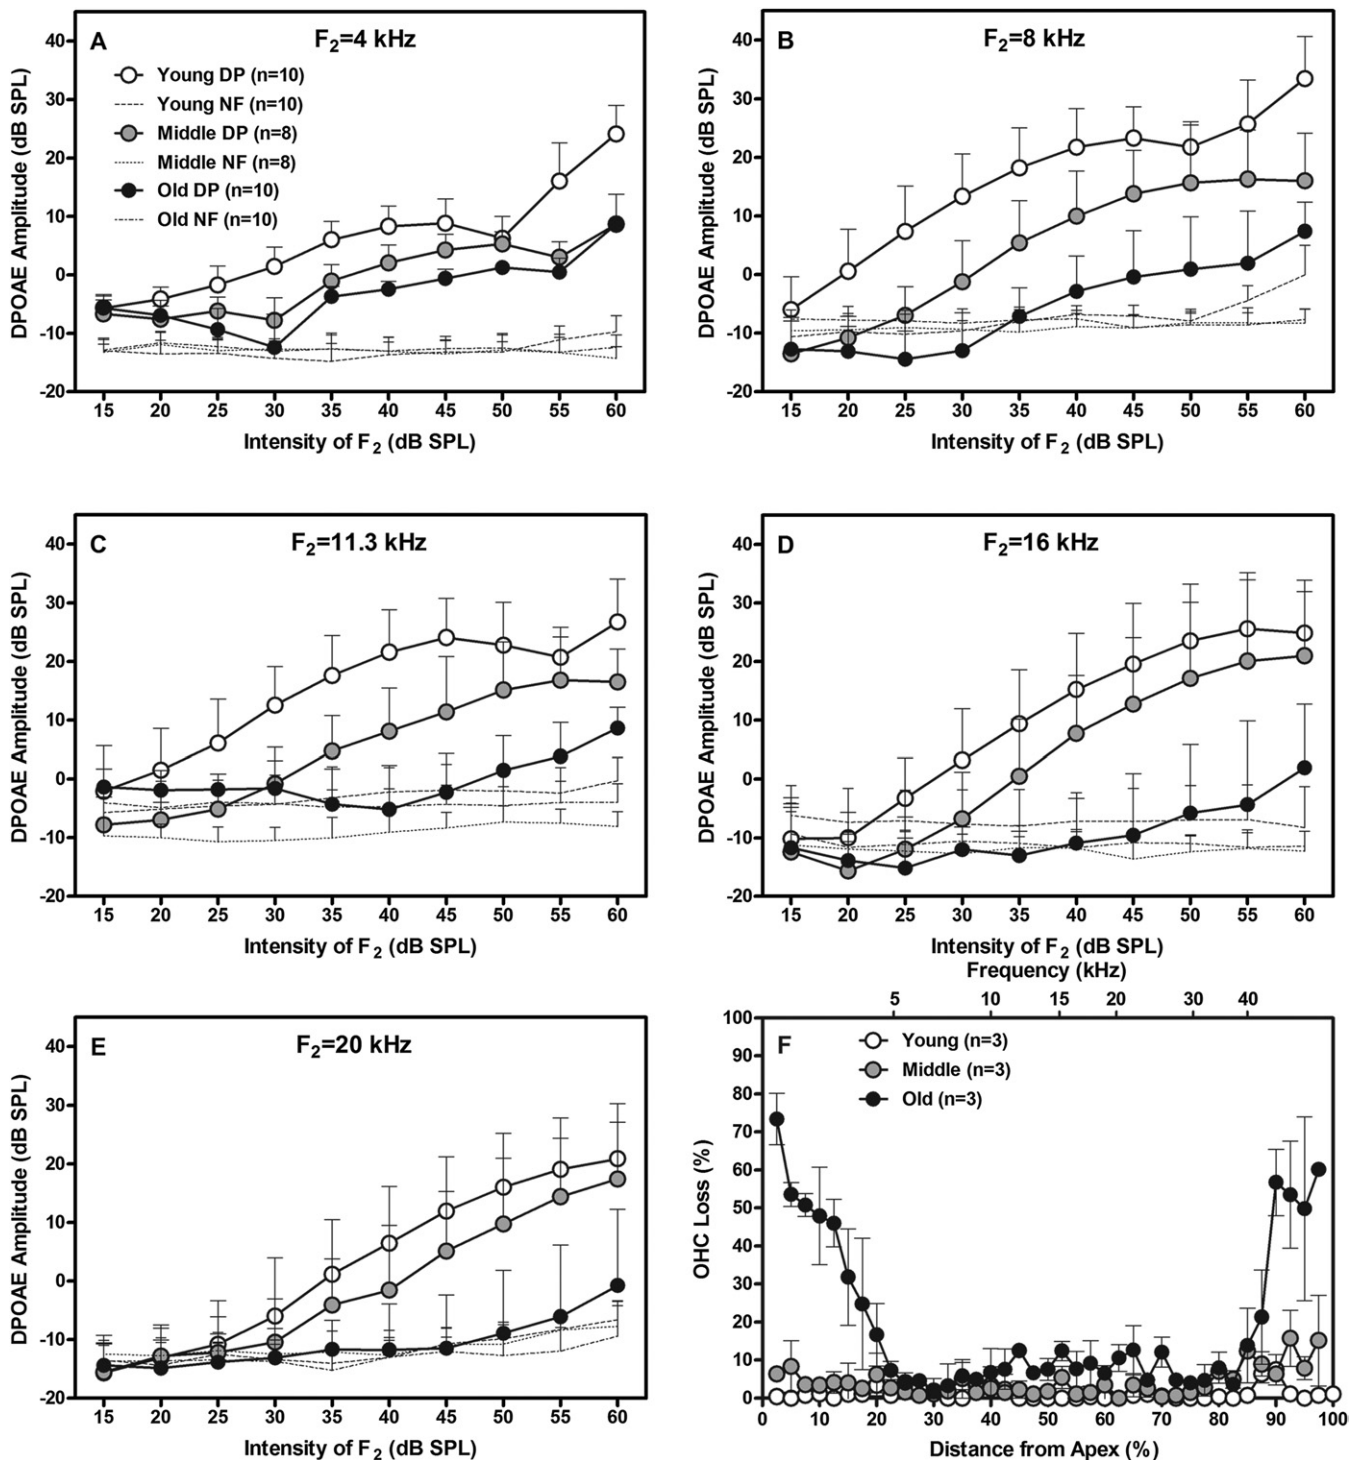 A
F2=4 kHz
DPOAE Amplitude (dB SPL)
40
30
20
10
0
-10
-20
Young DP (n=10)
Young NF (n=10)
Middle DP (n=8)
Middle NF (n=8)
Old DP (n=10)
Old NF (n=10)
15 20 25 30 35 40 45 50 55 60
Intensity of F2 (dB SPL)
B
F2=8 kHz
DPOAE Amplitude (dB SPL)
40
30
20
10
0
-10
-20
15 20 25 30 35 40 45 50 55 60
Intensity of F2 (dB SPL)
C
F2=11.3 kHz
DPOAE Amplitude (dB SPL)
40
30
20
10
0
-10
-20
15 20 25 30 35 40 45 50 55 60
Intensity of F2 (dB SPL)
D
F2=16 kHz
DPOAE Amplitude (dB SPL)
40
30
20
10
0
-10
-20
15 20 25 30 35 40 45 50 55 60
Intensity of F2 (dB SPL)
E
F2=20 kHz
DPOAE Amplitude (dB SPL)
40
30
20
10
0
-10
-20
15 20 25 30 35 40 45 50 55 60
Intensity of F2 (dB SPL)
Frequency (kHz)
5 10 15 20 30 40
F
Young (n=3)
Middle (n=3)
Old (n=3)
OHC Loss (%)
100
90
80
70
60
50
40
30
20
10
0
0 10 20 30 40 50 60 70 80 90 100
Distance from Apex (%)